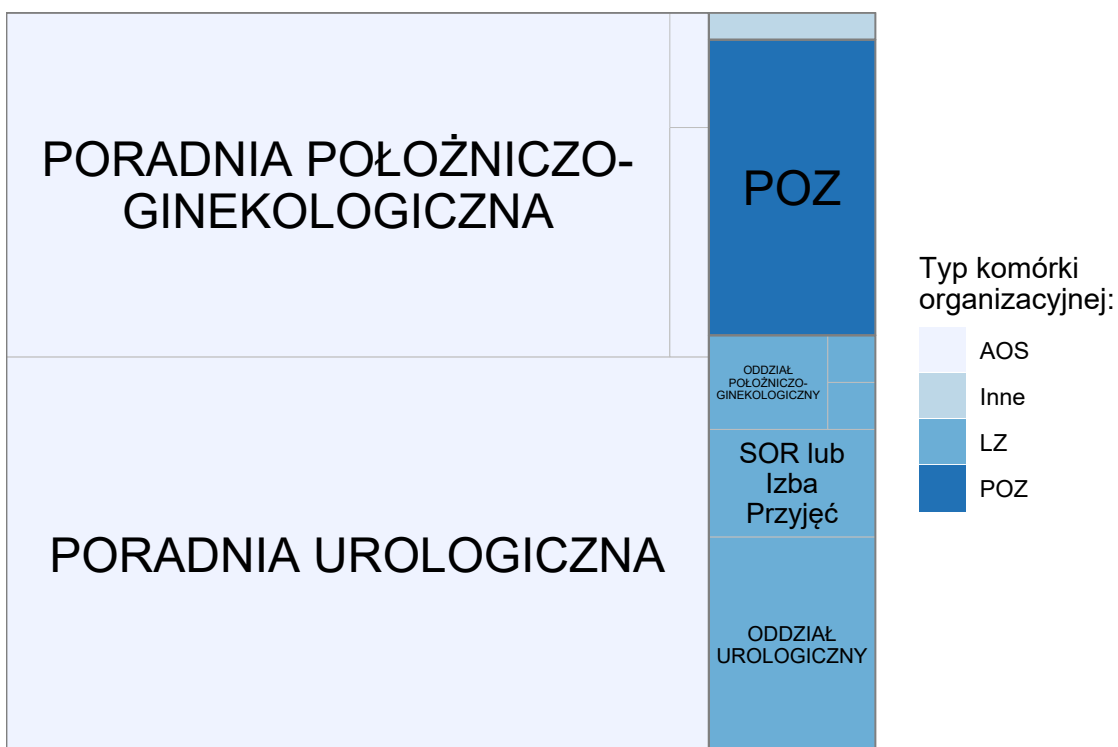 PORADNIA POŁOŻNICZO-
GINEKOLOGICZNA
PORADNIA UROLOGICZNA
POZ
ODDZIAŁ
POŁOŻNICZO-
GINEKOLOGICZNY
SOR lub
Izba
Przyjęć
ODDZIAŁ
UROLOGICZNY
Typ komórki
organizacyjnej:
AOS
Inne
LZ
POZ